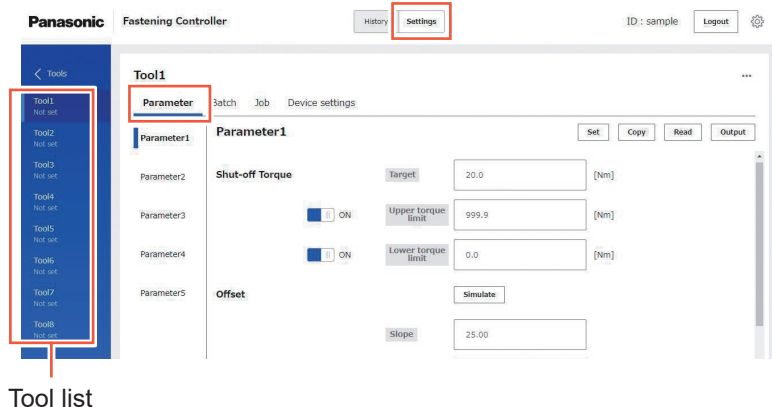 Panasonic Fastening Controller History Settings ID : sample Logout
Tools
Tool1
Not set
Tool2
Not set
Tool3
Not set
Tool4
Not set
Tool5
Not set
Tool6
Not set
Tool7
Not set
Tool8
Not set
Tool1 ...
Parameter Batch Job Device settings
Parameter1
Parameter2
Parameter3
Parameter4
Parameter5
Parameter1 Set Copy Read Output
Shut-off Torque Target 20.0 [Nm]
ON Upper torque
limit 999.9 [Nm]
ON Lower torque
limit 0.0 [Nm]
Offset Simulate
Slope 25.00
Tool list